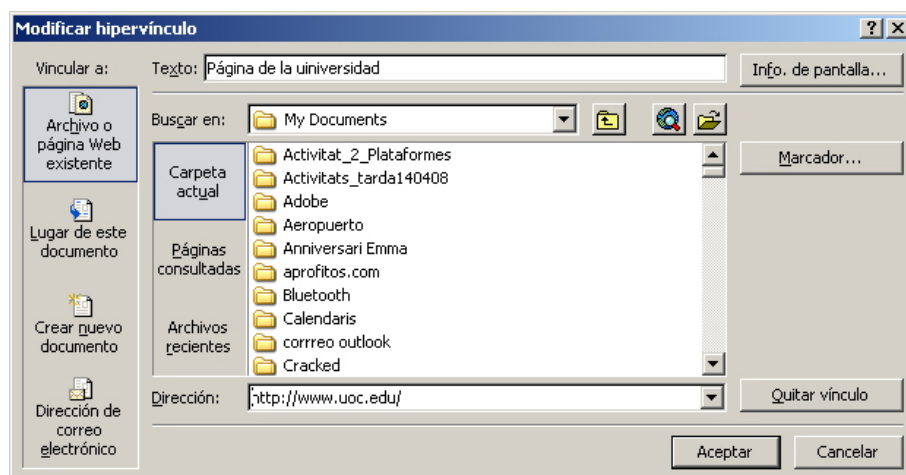 Modificar hipervínculo
Vincular a:
Texto: Página de la uiniversidad
Info. de pantalla...
Archivo o
página Web
existente
Lugar de este
documento
Crear nuevo
documento
Dirección de
correo
electrónico
Buscar en: My Documents
Carpeta
actual
Páginas
consultadas
Archivos
recientes
Activitat_2_Plataformes
Activitats_tarda140408
Adobe
Aeropuerto
Anniversari Emma
aprofitos.com
Bluetooth
Calendaris
corrreo outlook
Cracked
Marcador...
Dirección: http://www.uoc.edu/
Quitar vínculo
Aceptar
Cancelar